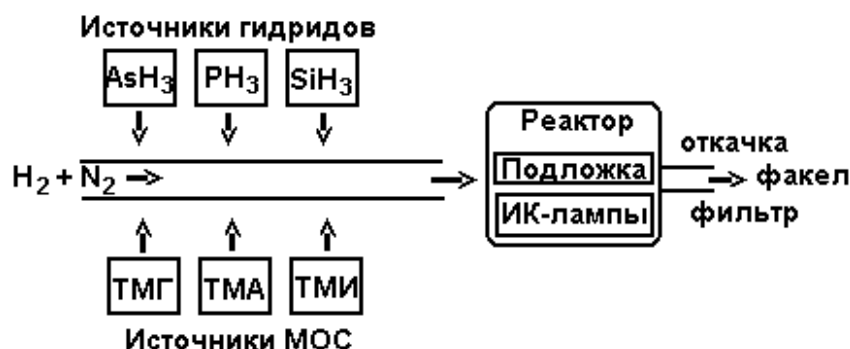 Источники гидридов
AsH₃ PH₃ SiH₃
Реактор
откачка
H₂ + N₂
Подложка
факел
ИК-лампы
фильтр
ТМГ ТМА ТМИ
Источники МОС